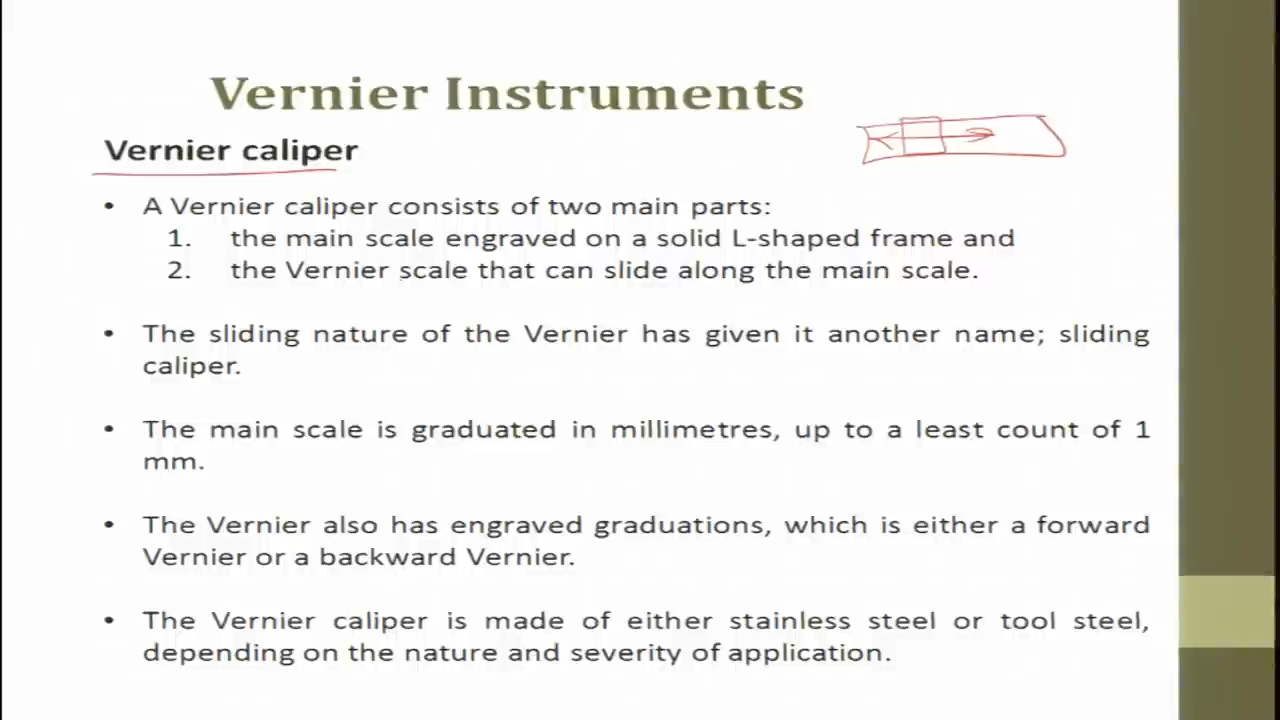 Vernier Instruments
Vernier caliper
• A Vernier caliper consists of two main parts:
1. the main scale engraved on a solid L-shaped frame and
2. the Vernier scale that can slide along the main scale.
• The sliding nature of the Vernier has given it another name; sliding
caliper.
• The main scale is graduated in millimetres, up to a least count of 1
mm.
• The Vernier also has engraved graduations, which is either a forward
Vernier or a backward Vernier.
• The Vernier caliper is made of either stainless steel or tool steel,
depending on the nature and severity of application.